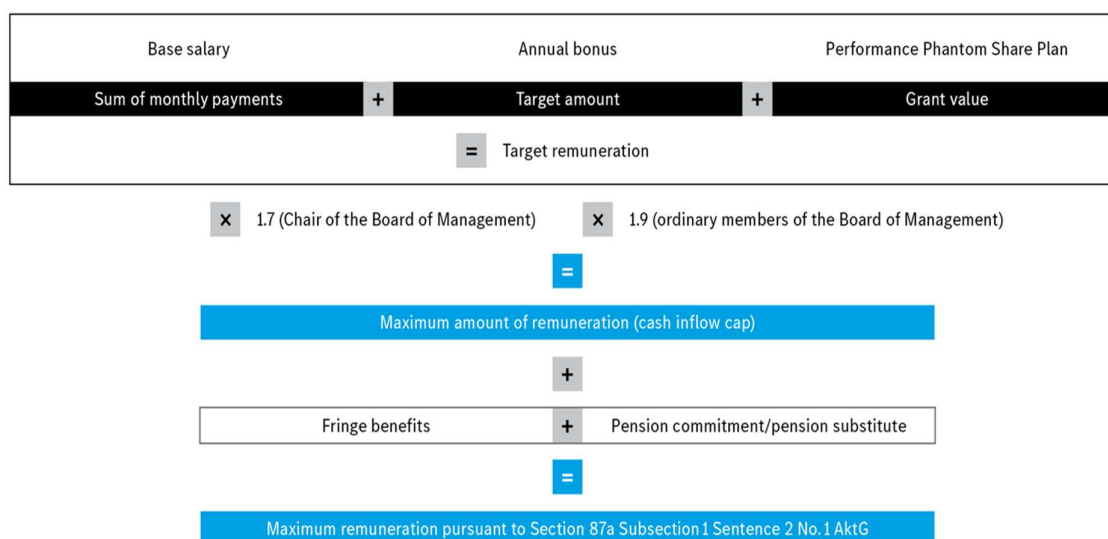 Base salary Annual bonus Performance Phantom Share Plan
Sum of monthly payments + Target amount + Grant value
= Target remuneration
x 1.7 (Chair of the Board of Management) x 1.9 (ordinary members of the Board of Management)
=
Maximum amount of remuneration (cash inflow cap)
+
Fringe benefits + Pension commitment/pension substitute
=
Maximum remuneration pursuant to Section 87a Subsection 1 Sentence 2 No. 1 AktG